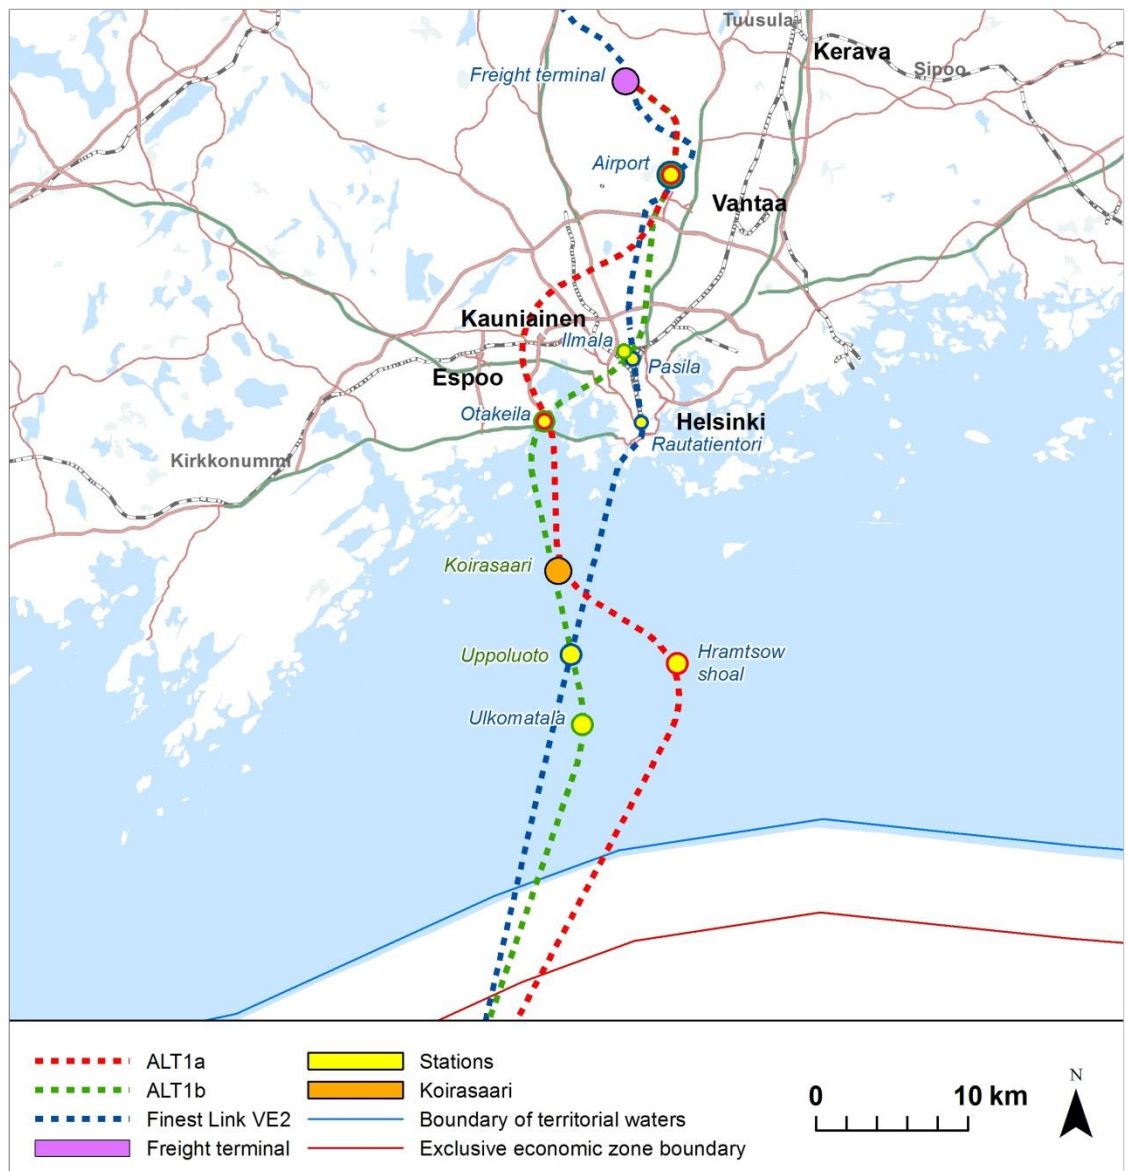 Tuusula
Kerava
Freight terminal
Sipoo
Airport
Vantaa
Kauniainen
Ilmala
Pasila
Espoo
Otakeila
Helsinki
Rautatientori
Kirkkonummi
Koirasaari
Uppoluoto
Hramtsow
shoal
Ulkomatala
ALT1a
Stations
ALT1b
Koirasaari
N
Finest Link VE2
Boundary of territorial waters
0 10 km
Freight terminal
Exclusive economic zone boundary